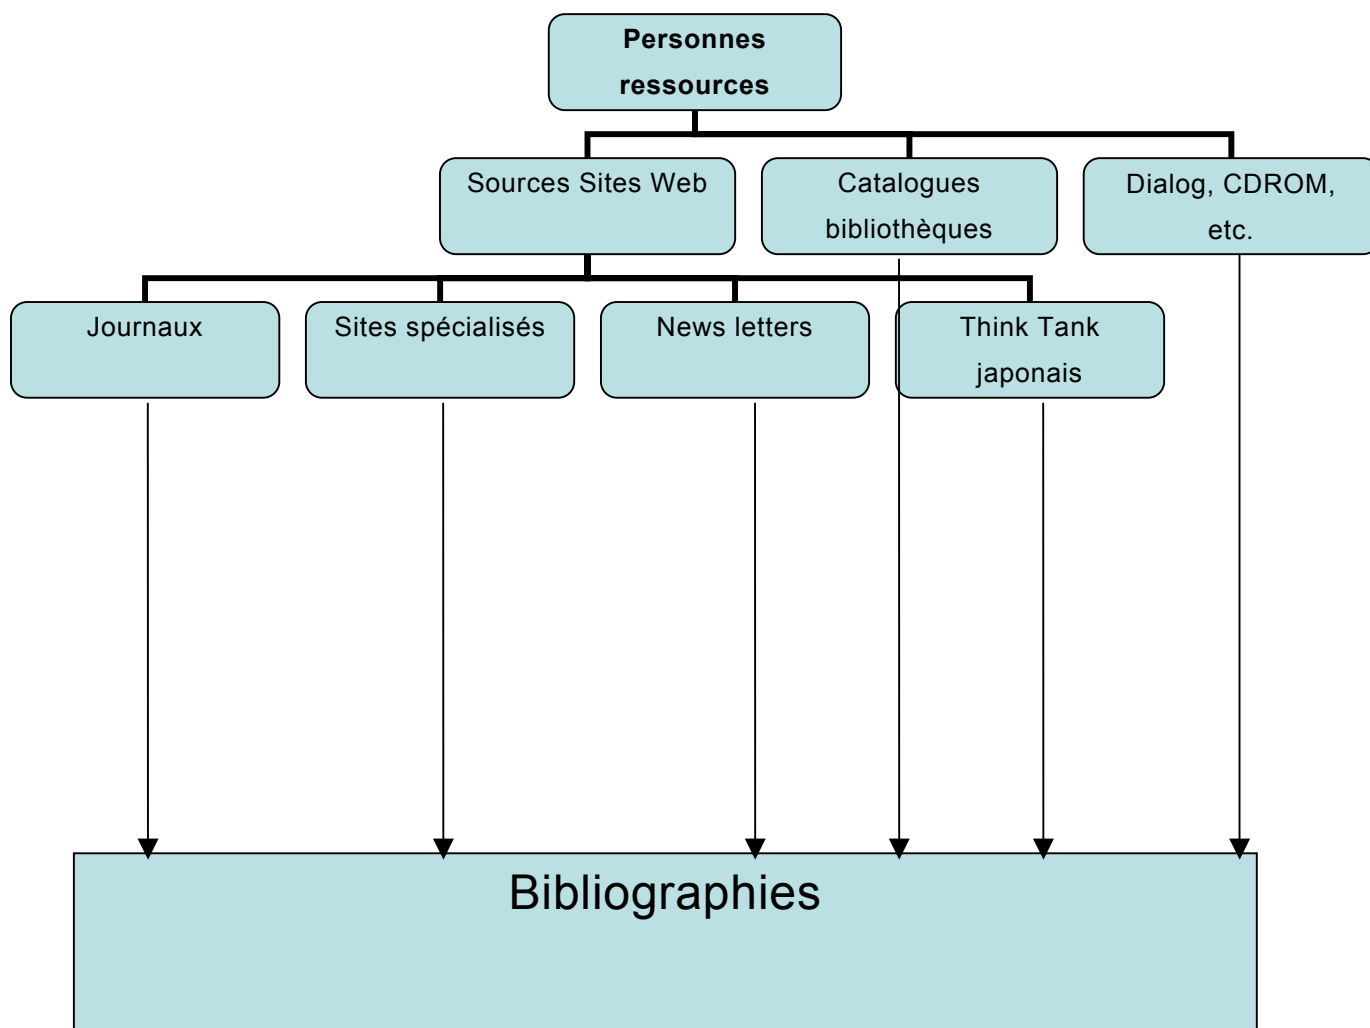 Personnes
ressources
Sources Sites Web
Catalogues
bibliothèques
Dialog, CDROM,
etc.
Journaux
Sites spécialisés
News letters
Think Tank
japonais
Bibliographies